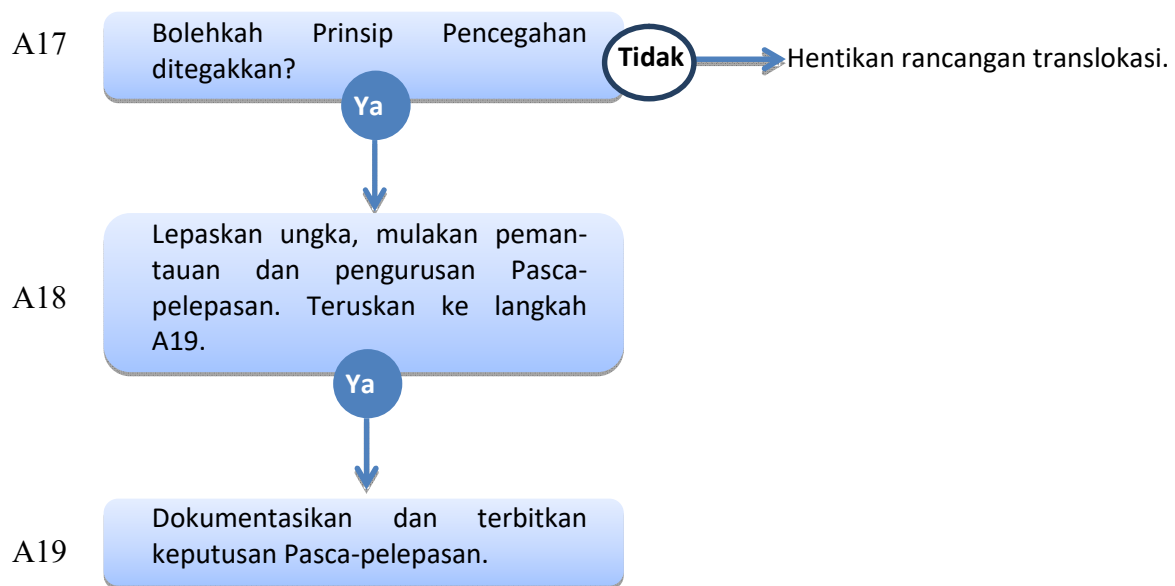 A17
Bolehkah Prinsip Pencegahan
ditegakkan?
Tidak
Hentikan rancangan translokasi.
Ya
A18
Lepaskan ungka, mulakan peman-
tauan dan pengurusan Pasca-
pelepasan. Teruskan ke langkah
A19.
Ya
A19
Dokumentasikan dan terbitkan
keputusan Pasca-pelepasan.